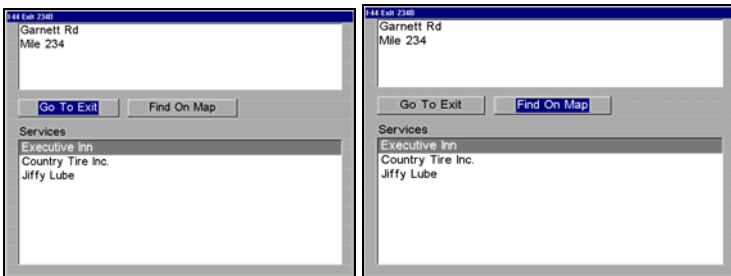 I-44 Exit 234B
Garnett Rd
Mile 234
Go To Exit Find On Map
Services
Executive Inn
Country Tire Inc.
Jiffy Lube
I-44 Exit 234B
Garnett Rd
Mile 234
Go To Exit Find On Map
Services
Executive Inn
Country Tire Inc.
Jiffy Lube